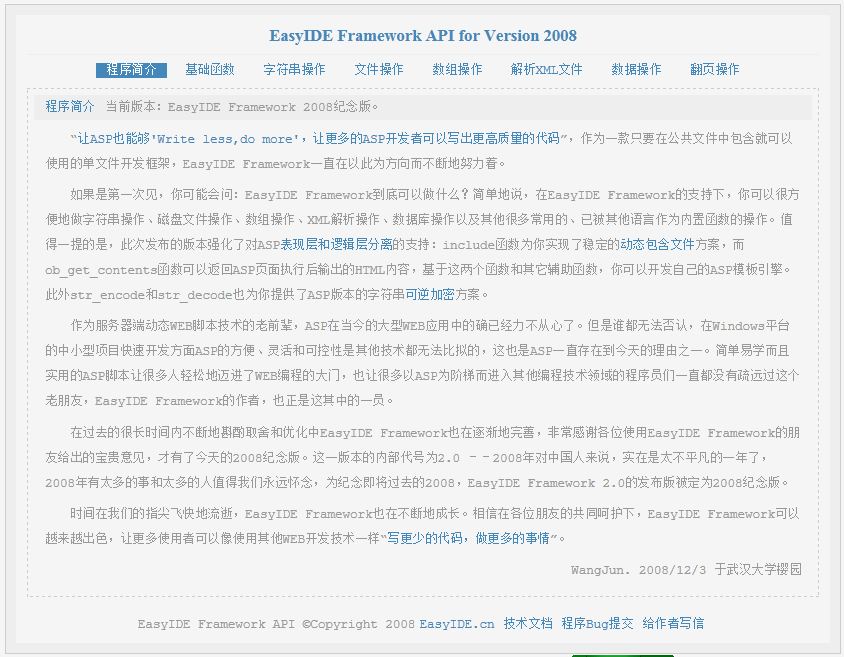 EasyIDE Framework API for Version 2008
程序简介 基础函数 字符串操作 文件操作 数组操作 解析XML文件 数据操作 翻页操作
程序简介 当前版本：EasyIDE Framework 2008纪念版。
“让ASP也能够'Write less,do more'，让更多的ASP开发者可以写出更高质量的代码”，作为一款只要在公共文件中包含就可以
使用的单文件开发框架，EasyIDE Framework一直在以此为方向而不断地努力着。
如果是第一次见，你可能会问：EasyIDE Framework到底可以做什么？简单地说，在EasyIDE Framework的支持下，你可以很方
便地做字符串操作、磁盘文件操作、数组操作、XML解析操作、数据库操作以及其他很多常用的、已被其他语言作为内置函数的操作。值
得一提的是，此次发布的版本强化了对ASP表现层和逻辑层分离的支持：include函数为你实现了稳定的动态包含文件方案，而
ob_get_contents函数可以返回ASP页面执行后输出的HTML内容，基于这两个函数和其它辅助函数，你可以开发自己的ASP模板引擎。
此外str_encode和str_decode也为你提供了ASP版本的字符串可逆加密方案。
作为服务器端动态WEB脚本技术的老前辈，ASP在当今的大型WEB应用中的确已经力不从心了。但是谁都无法否认，在Windows平台
的中小型项目快速开发方面ASP的方便、灵活和可控性是其他技术都无法比拟的，这也是ASP一直存在到今天的理由之一。简单易学而且
实用的ASP脚本让很多人轻松地迈进了WEB编程的大门，也让很多以ASP为阶梯而进入其他编程技术领域的程序员们一直都没有疏远过这个
老朋友，EasyIDE Framework的作者，也正是这其中的一员。
在过去的很长时间内不断地斟酌取舍和优化中EasyIDE Framework也在逐渐地完善，非常感谢各位使用EasyIDE Framework的朋
友给出的宝贵意见，才有了今天的2008纪念版。这一版本的内部代号为2.0 －－2008年对中国人来说，实在是太不平凡的一年了，
2008年有太多的事和太多的人值得我们永远怀念，为纪念即将过去的2008，EasyIDE Framework 2.0的发布版被定为2008纪念版。
时间在我们的指尖飞快地流逝，EasyIDE Framework也在不断地成长。相信在各位朋友的共同呵护下，EasyIDE Framework可以
越来越出色，让更多使用者可以像使用其他WEB开发技术一样“写更少的代码，做更多的事情”。
WangJun. 2008/12/3 于武汉大学樱园
EasyIDE Framework API ©Copyright 2008 EasyIDE.cn 技术文档 程序Bug提交 给作者写信